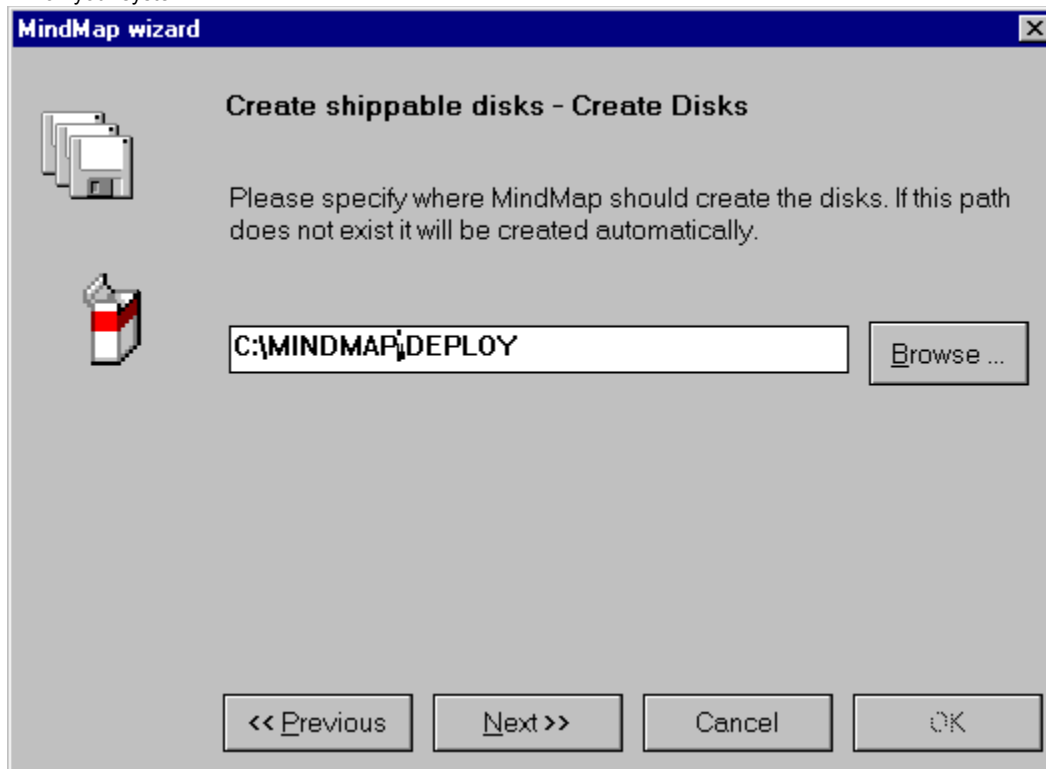 MindMap wizard
Create shippable disks - Create Disks
Please specify where MindMap should create the disks. If this path
does not exist it will be created automatically.
C:\MINDMAP\DEPLOY
Browse ...
<< Previous
Next >>
Cancel
OK